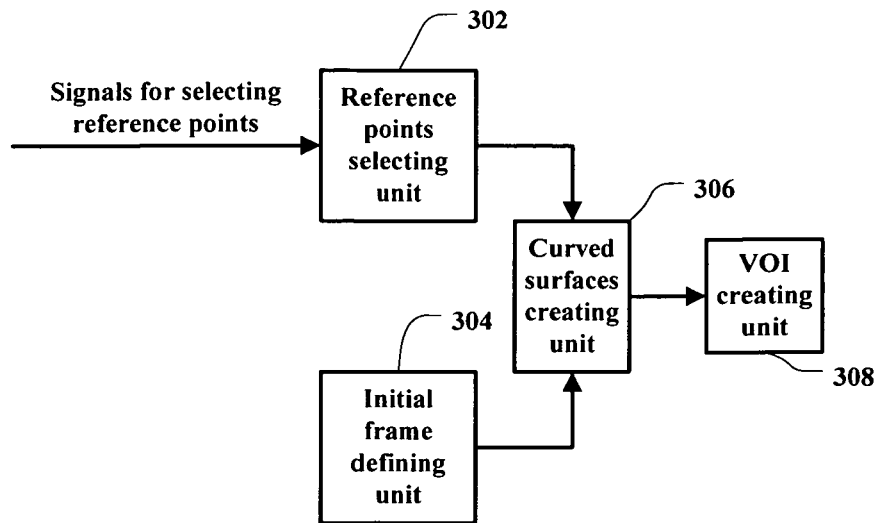 302
Signals for selecting
reference points
Reference
points
selecting
unit
306
Curved
surfaces
creating
unit
VOI
creating
unit
308
304
Initial
frame
defining
unit